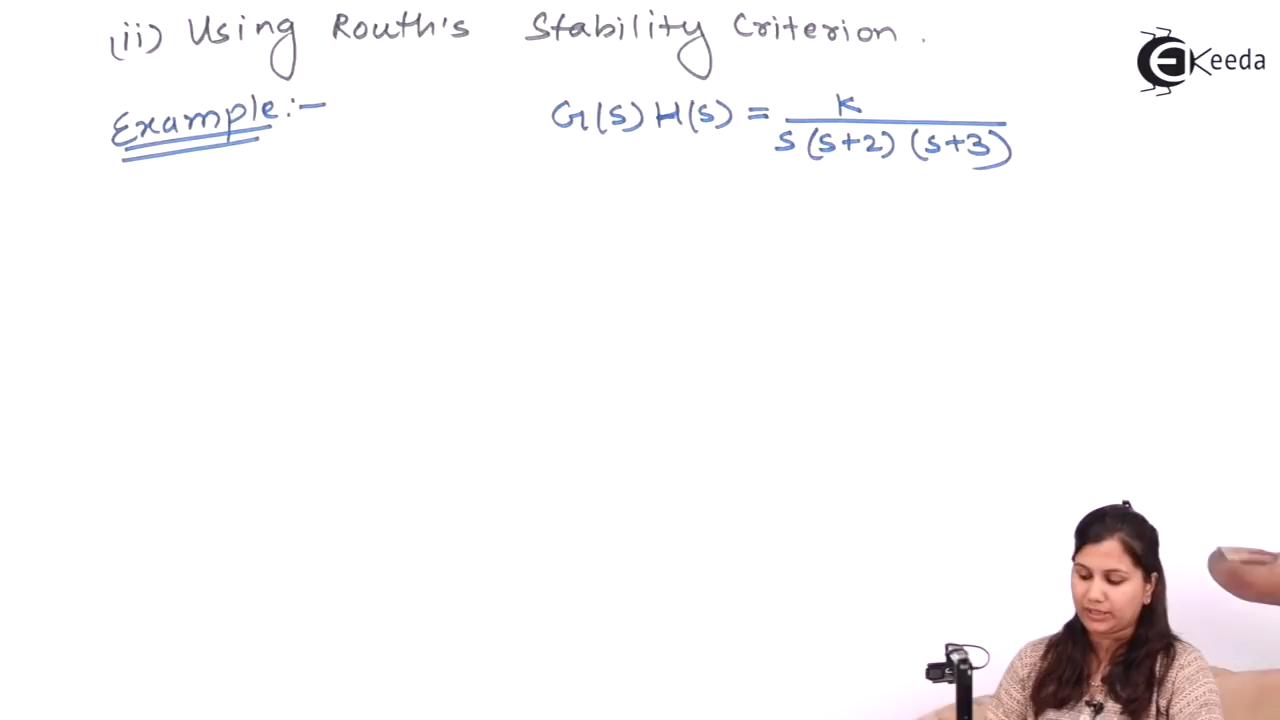 (ii) Using Routh's Stability Criterion.
EKeeda
Example:-
G(s)H(s) = K / s(s+2)(s+3)